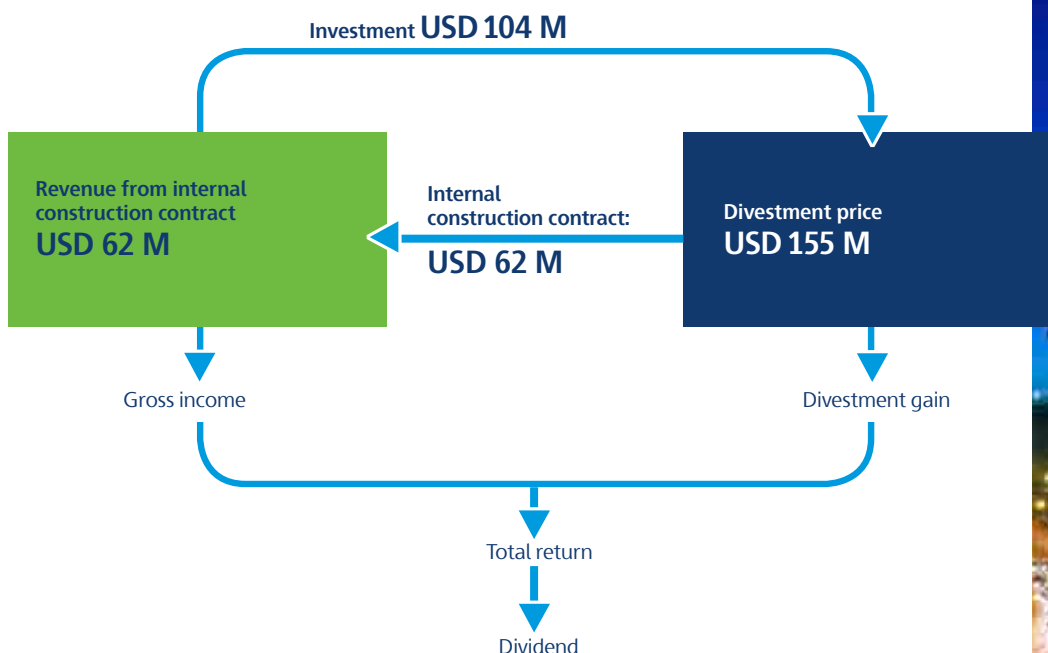 Investment USD 104 M
Revenue from internal
construction contract
USD 62 M
Internal
construction contract:
USD 62 M
Divestment price
USD 155 M
Gross income
Divestment gain
Total return
Dividend